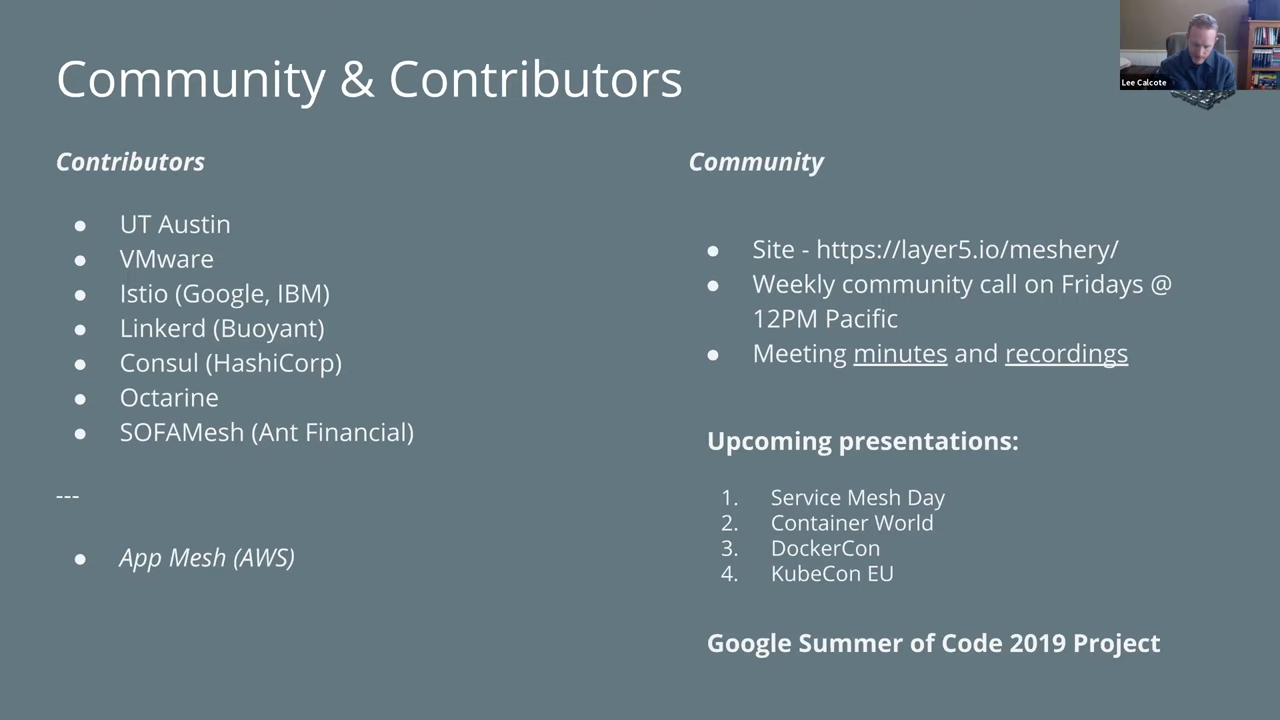 Community & Contributors
Lee Calcote
Contributors
● UT Austin
● VMware
● Istio (Google, IBM)
● Linkerd (Buoyant)
● Consul (HashiCorp)
● Octarine
● SOFAMesh (Ant Financial)
---
● App Mesh (AWS)
Community
● Site - https://layer5.io/meshery/
● Weekly community call on Fridays @
12PM Pacific
● Meeting minutes and recordings
Upcoming presentations:
1. Service Mesh Day
2. Container World
3. DockerCon
4. KubeCon EU
Google Summer of Code 2019 Project